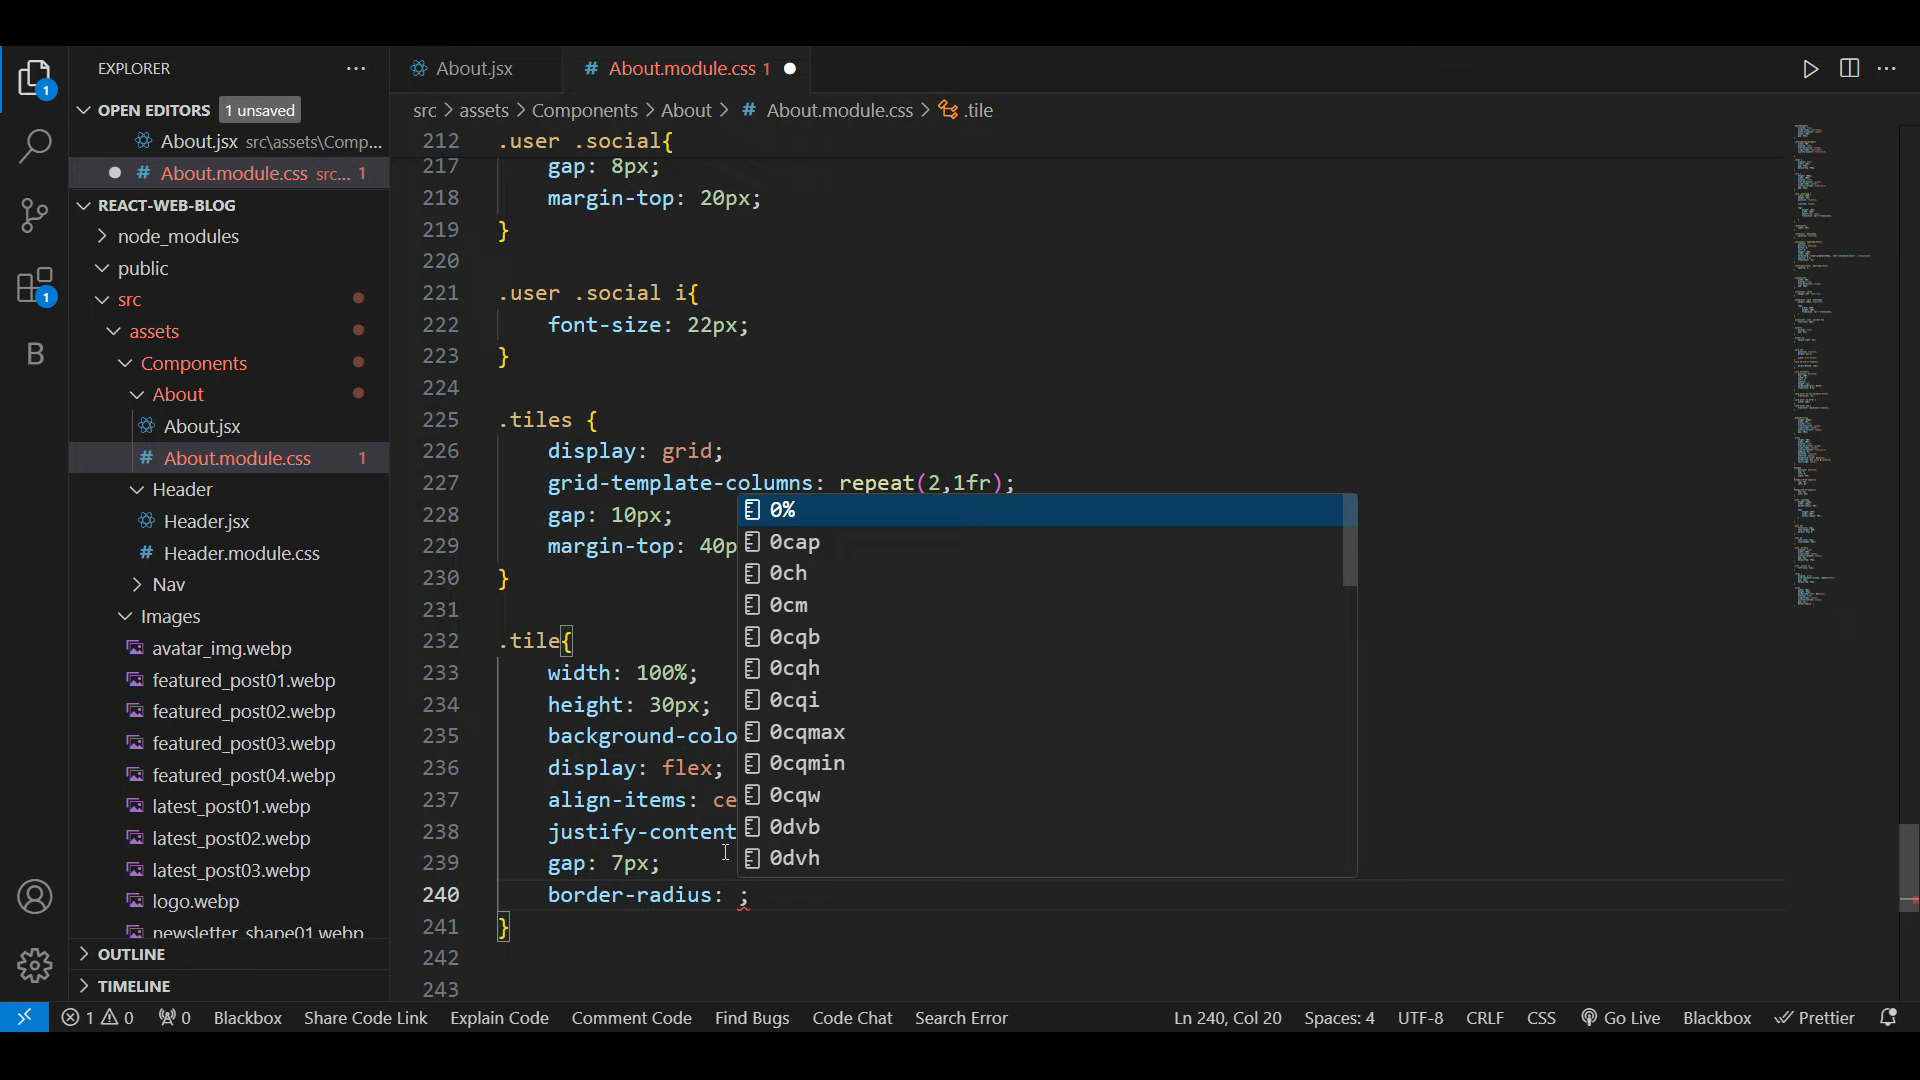 EXPLORER
···
About.jsx
# About.module.css 1
···
OPEN EDITORS 1 unsaved
About.jsx src\assets\Comp...
# About.module.css src... 1
REACT-WEB-BLOG
node_modules
public
src
assets
Components
About
About.jsx
# About.module.css 1
Header
Header.jsx
# Header.module.css
Nav
Images
avatar_img.webp
featured_post01.webp
featured_post02.webp
featured_post03.webp
featured_post04.webp
latest_post01.webp
latest_post02.webp
latest_post03.webp
logo.webp
newsletter_shape01.webp
OUTLINE
TIMELINE
1
1
B
src > assets > Components > About > # About.module.css > .tile
212 .user .social{
217 gap: 8px;
218 margin-top: 20px;
219 }
220
221 .user .social i{
222 font-size: 22px;
223 }
224
225 .tiles {
226 display: grid;
227 grid-template-columns: repeat(2,1fr);
228 gap: 10px;
229 margin-top: 40p
230 }
231
232 .tile{
233 width: 100%;
234 height: 30px;
235 background-colo
236 display: flex;
237 align-items: ce
238 justify-content
239 gap: 7px;
240 border-radius: ;
241 }
242
243
0%
0cap
0ch
0cm
0cqb
0cqh
0cqi
0cqmax
0cqmin
0cqw
0dvb
0dvh
1 0 0 Blackbox Share Code Link Explain Code Comment Code Find Bugs Code Chat Search Error Ln 240, Col 20 Spaces: 4 UTF-8 CRLF CSS Go Live Blackbox Prettier